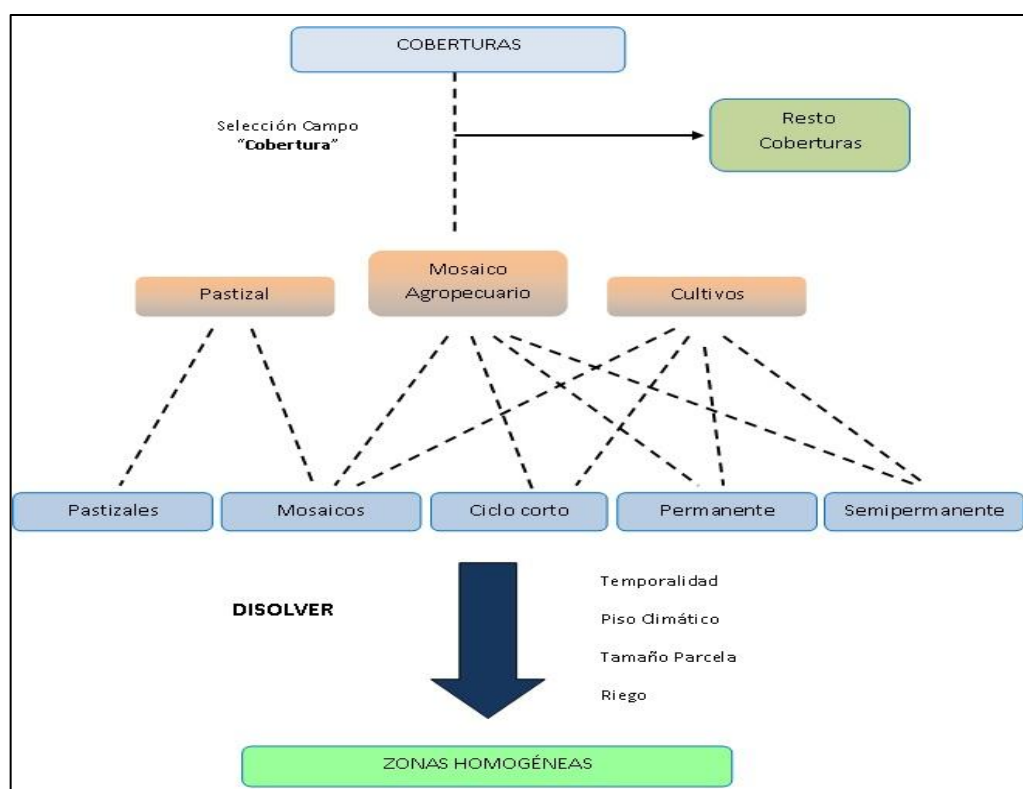 COBERTURAS
Selección Campo
"Cobertura"
Resto
Coberturas
Pastizal
Mosaico
Agropecuario
Cultivos
Pastizales
Mosaicos
Ciclo corto
Permanente
Semipermanente
DISOLVER
Temporalidad
Piso Climático
Tamaño Parcela
Riego
ZONAS HOMOGÉNEAS